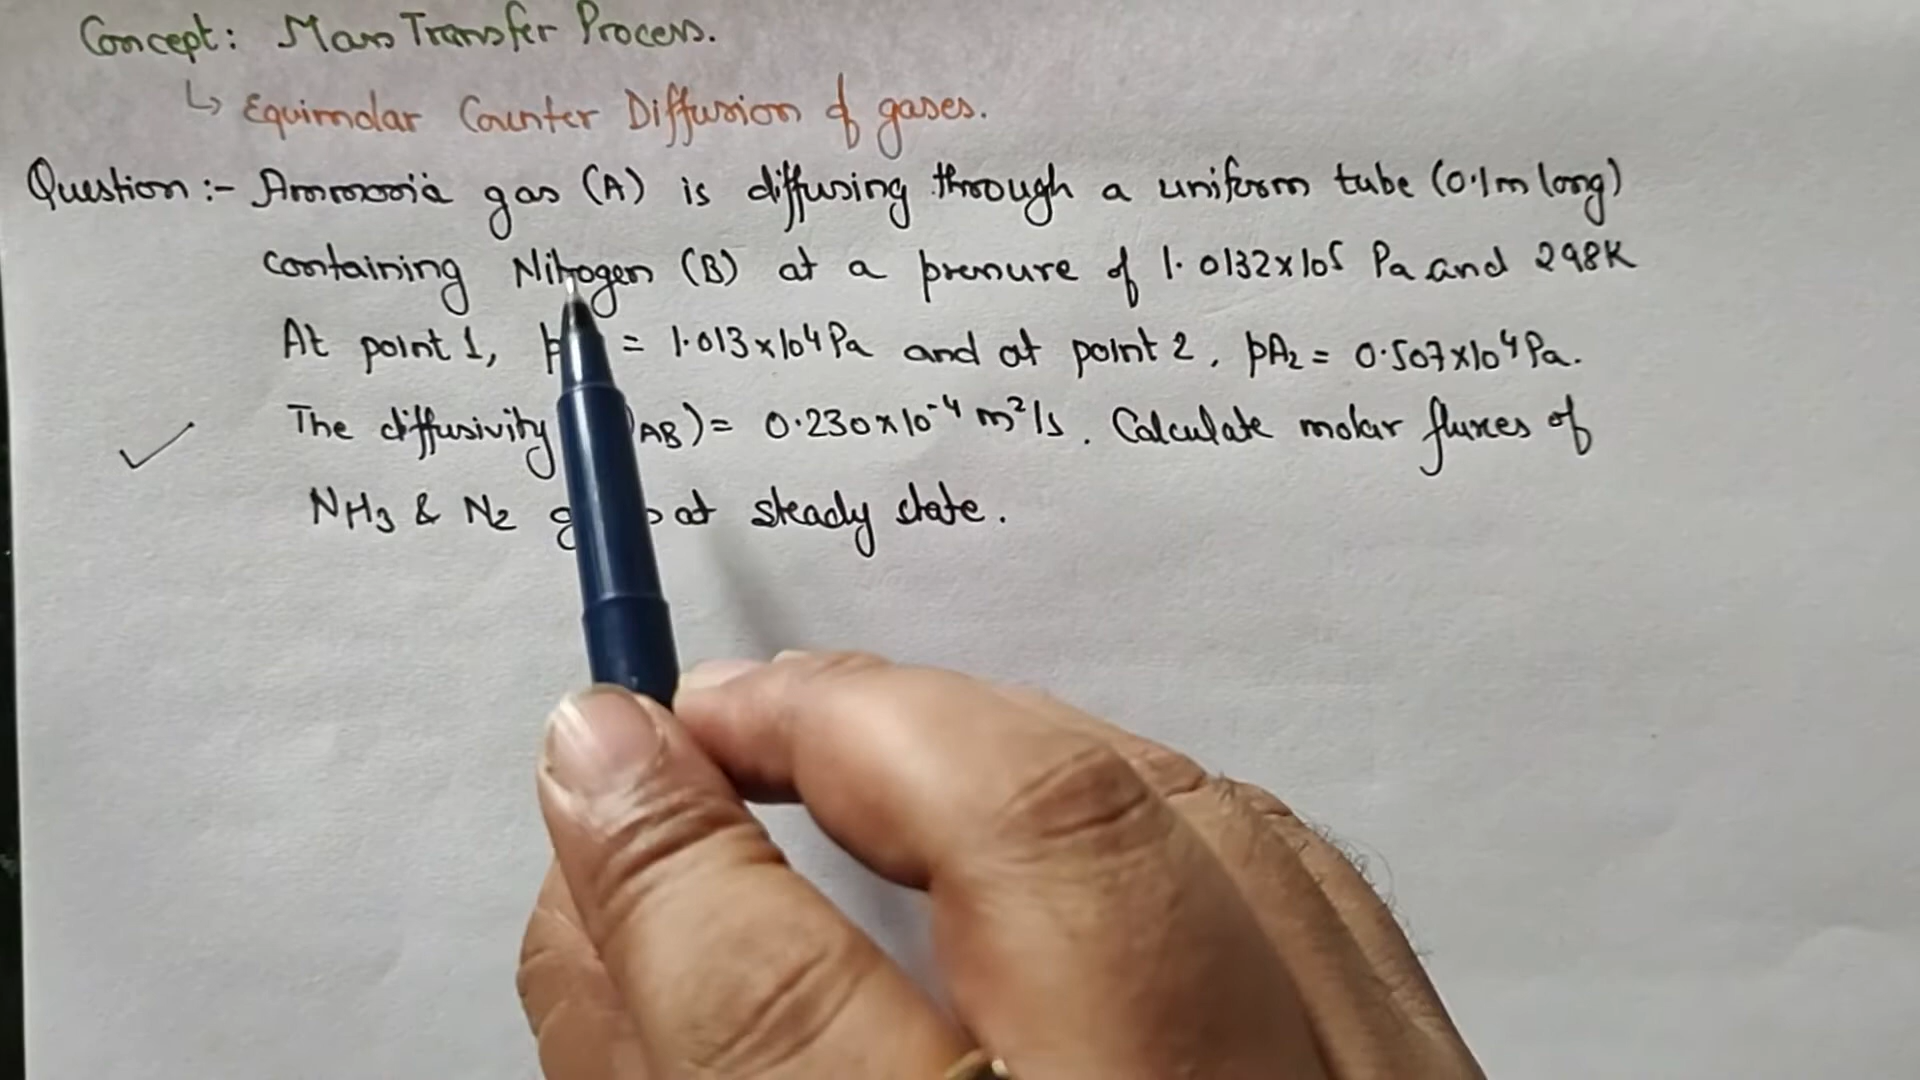 Concept: Mass Transfer Process.
↳ Equimolar Counter Diffusion of gases.
Question :- Ammonia gas (A) is diffusing through a uniform tube (0.1m long)
containing Nitrogen (B) at a pressure of 1.0132x10⁵ Pa and 298K
At point 1, p = 1.013x10⁴ Pa and at point 2, pA₂ = 0.507x10⁴ Pa.
The diffusivity AB) = 0.230x10⁻⁴ m²/s. Calculate molar fluxes of
NH₃ & N₂ at steady state.